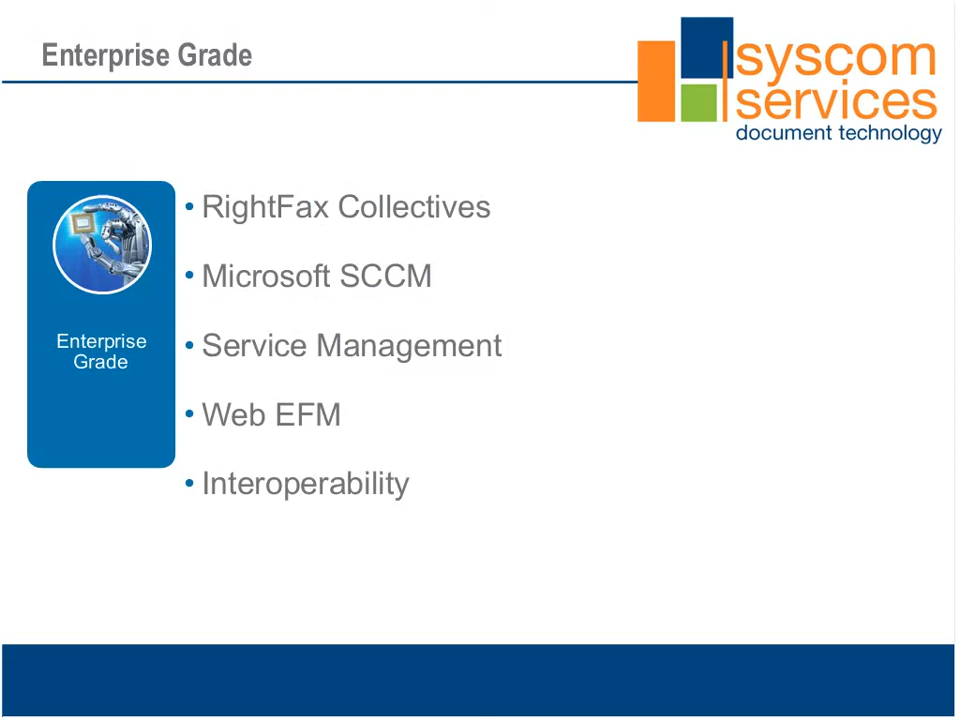 Enterprise Grade
syscom
services
document technology
• RightFax Collectives
• Microsoft SCCM
Enterprise
Grade
• Service Management
• Web EFM
• Interoperability